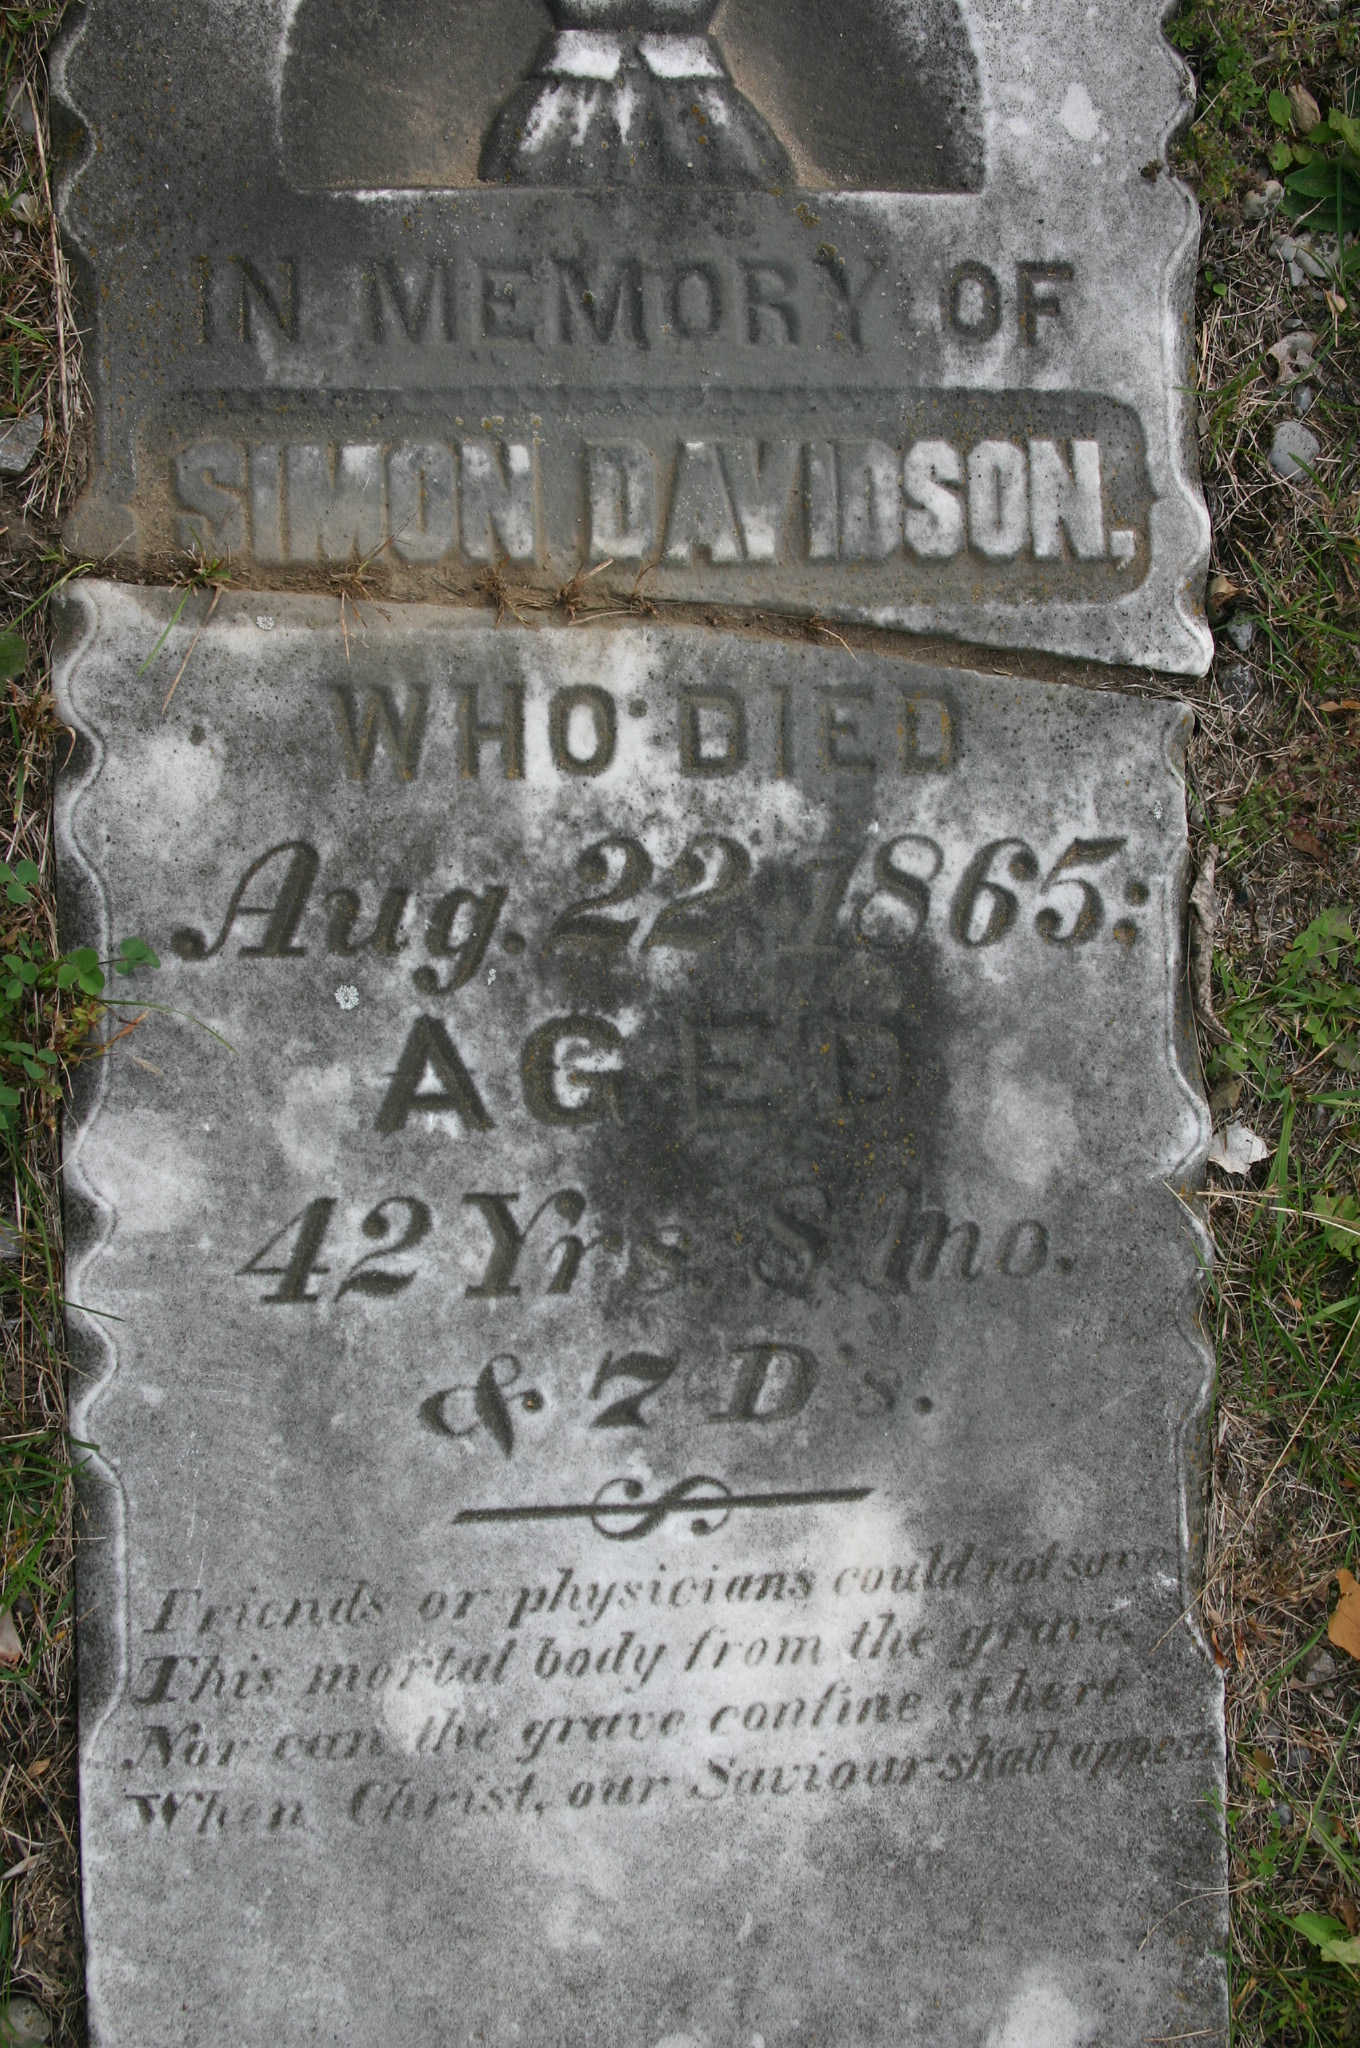 IN MEMORY OF
SIMON DAVIDSON,
WHO DIED
Aug. 22, 1865;
AGED
42 Yrs. 8 mo.
& 7 D's.
Friends or physicians could not save
This mortal body from the grave.
Nor can the grave confine it here
When Christ, our Saviour shall appear